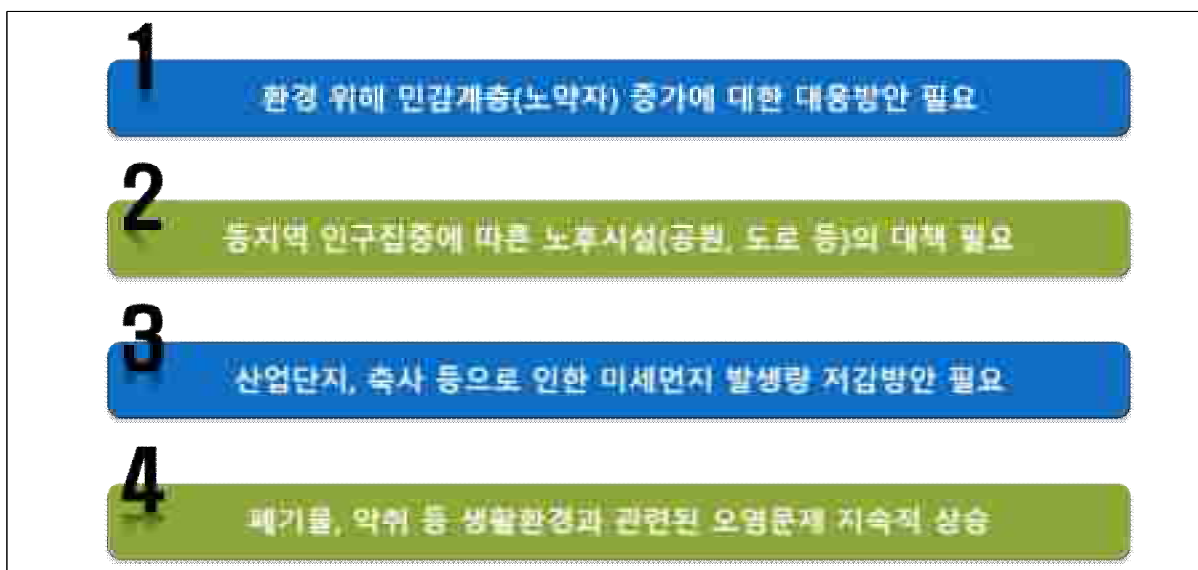 1
환경 위해 민감계층(노약자) 증가에 대한 대응방안 필요
2
동지역 인구집중에 따른 노후시설(공원, 도로 등)의 대책 필요
3
산업단지, 축사 등으로 인한 미세먼지 발생량 저감방안 필요
4
폐기물, 악취 등 생활환경과 관련된 오염문제 지속적 상승